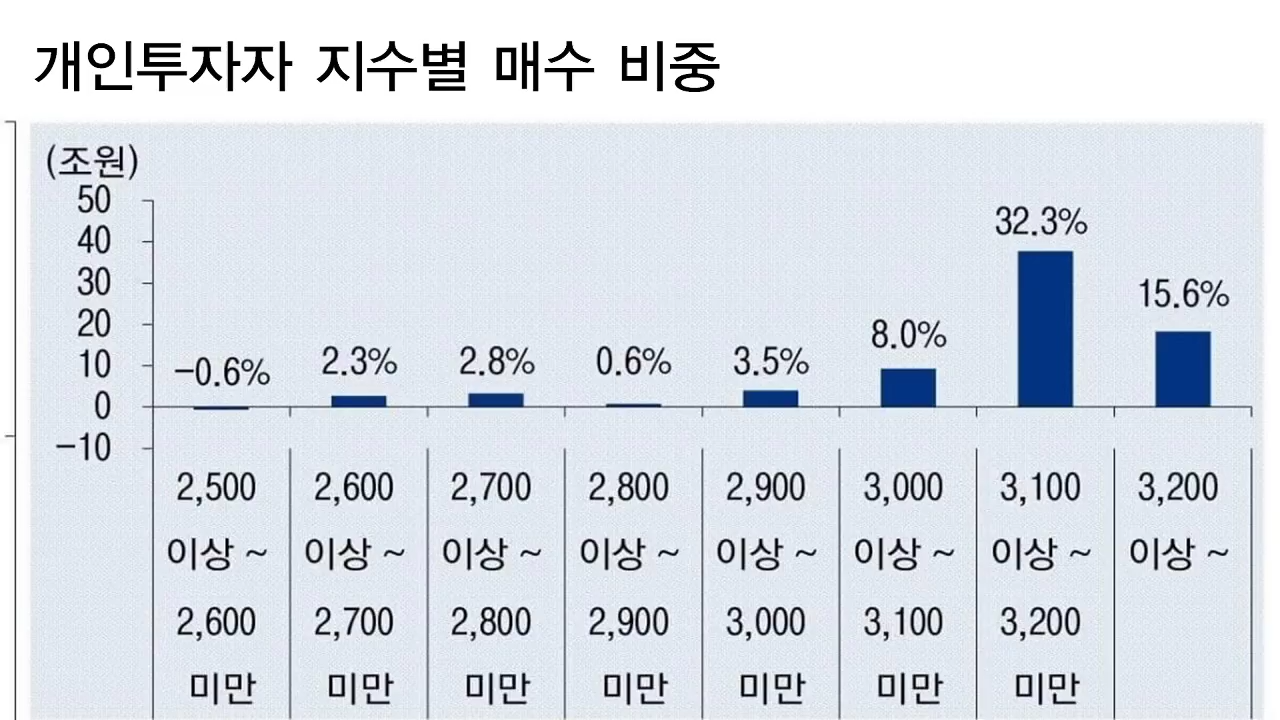 개인투자자 지수별 매수 비중
(조원)
50
40
30
20
10
0
−10
−0.6% 2.3% 2.8% 0.6% 3.5% 8.0% 32.3% 15.6%
2,500 2,600 2,700 2,800 2,900 3,000 3,100 3,200
이상 ~ 이상 ~ 이상 ~ 이상 ~ 이상 ~ 이상 ~ 이상 ~ 이상 ~
2,600 2,700 2,800 2,900 3,000 3,100 3,200
미만 미만 미만 미만 미만 미만 미만